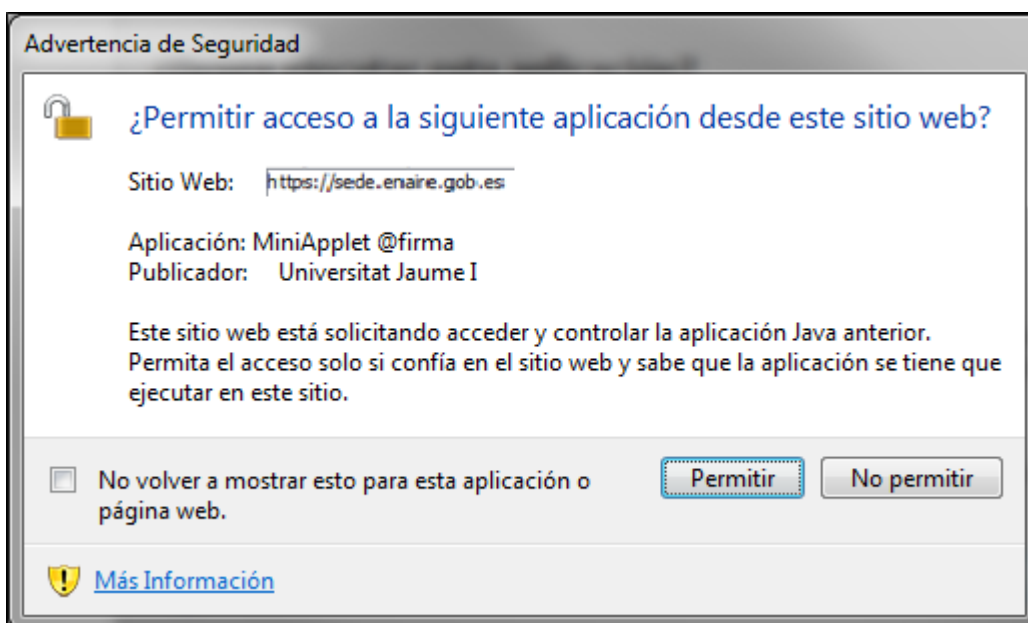 Advertencia de Seguridad
¿Permitir acceso a la siguiente aplicación desde este sitio web?
Sitio Web: https://sede.enaire.gob.es
Aplicación: MiniApplet @firma
Publicador: Universitat Jaume I
Este sitio web está solicitando acceder y controlar la aplicación Java anterior.
Permita el acceso solo si confía en el sitio web y sabe que la aplicación se tiene que
ejecutar en este sitio.
No volver a mostrar esto para esta aplicación o
página web.
Permitir
No permitir
Más Información